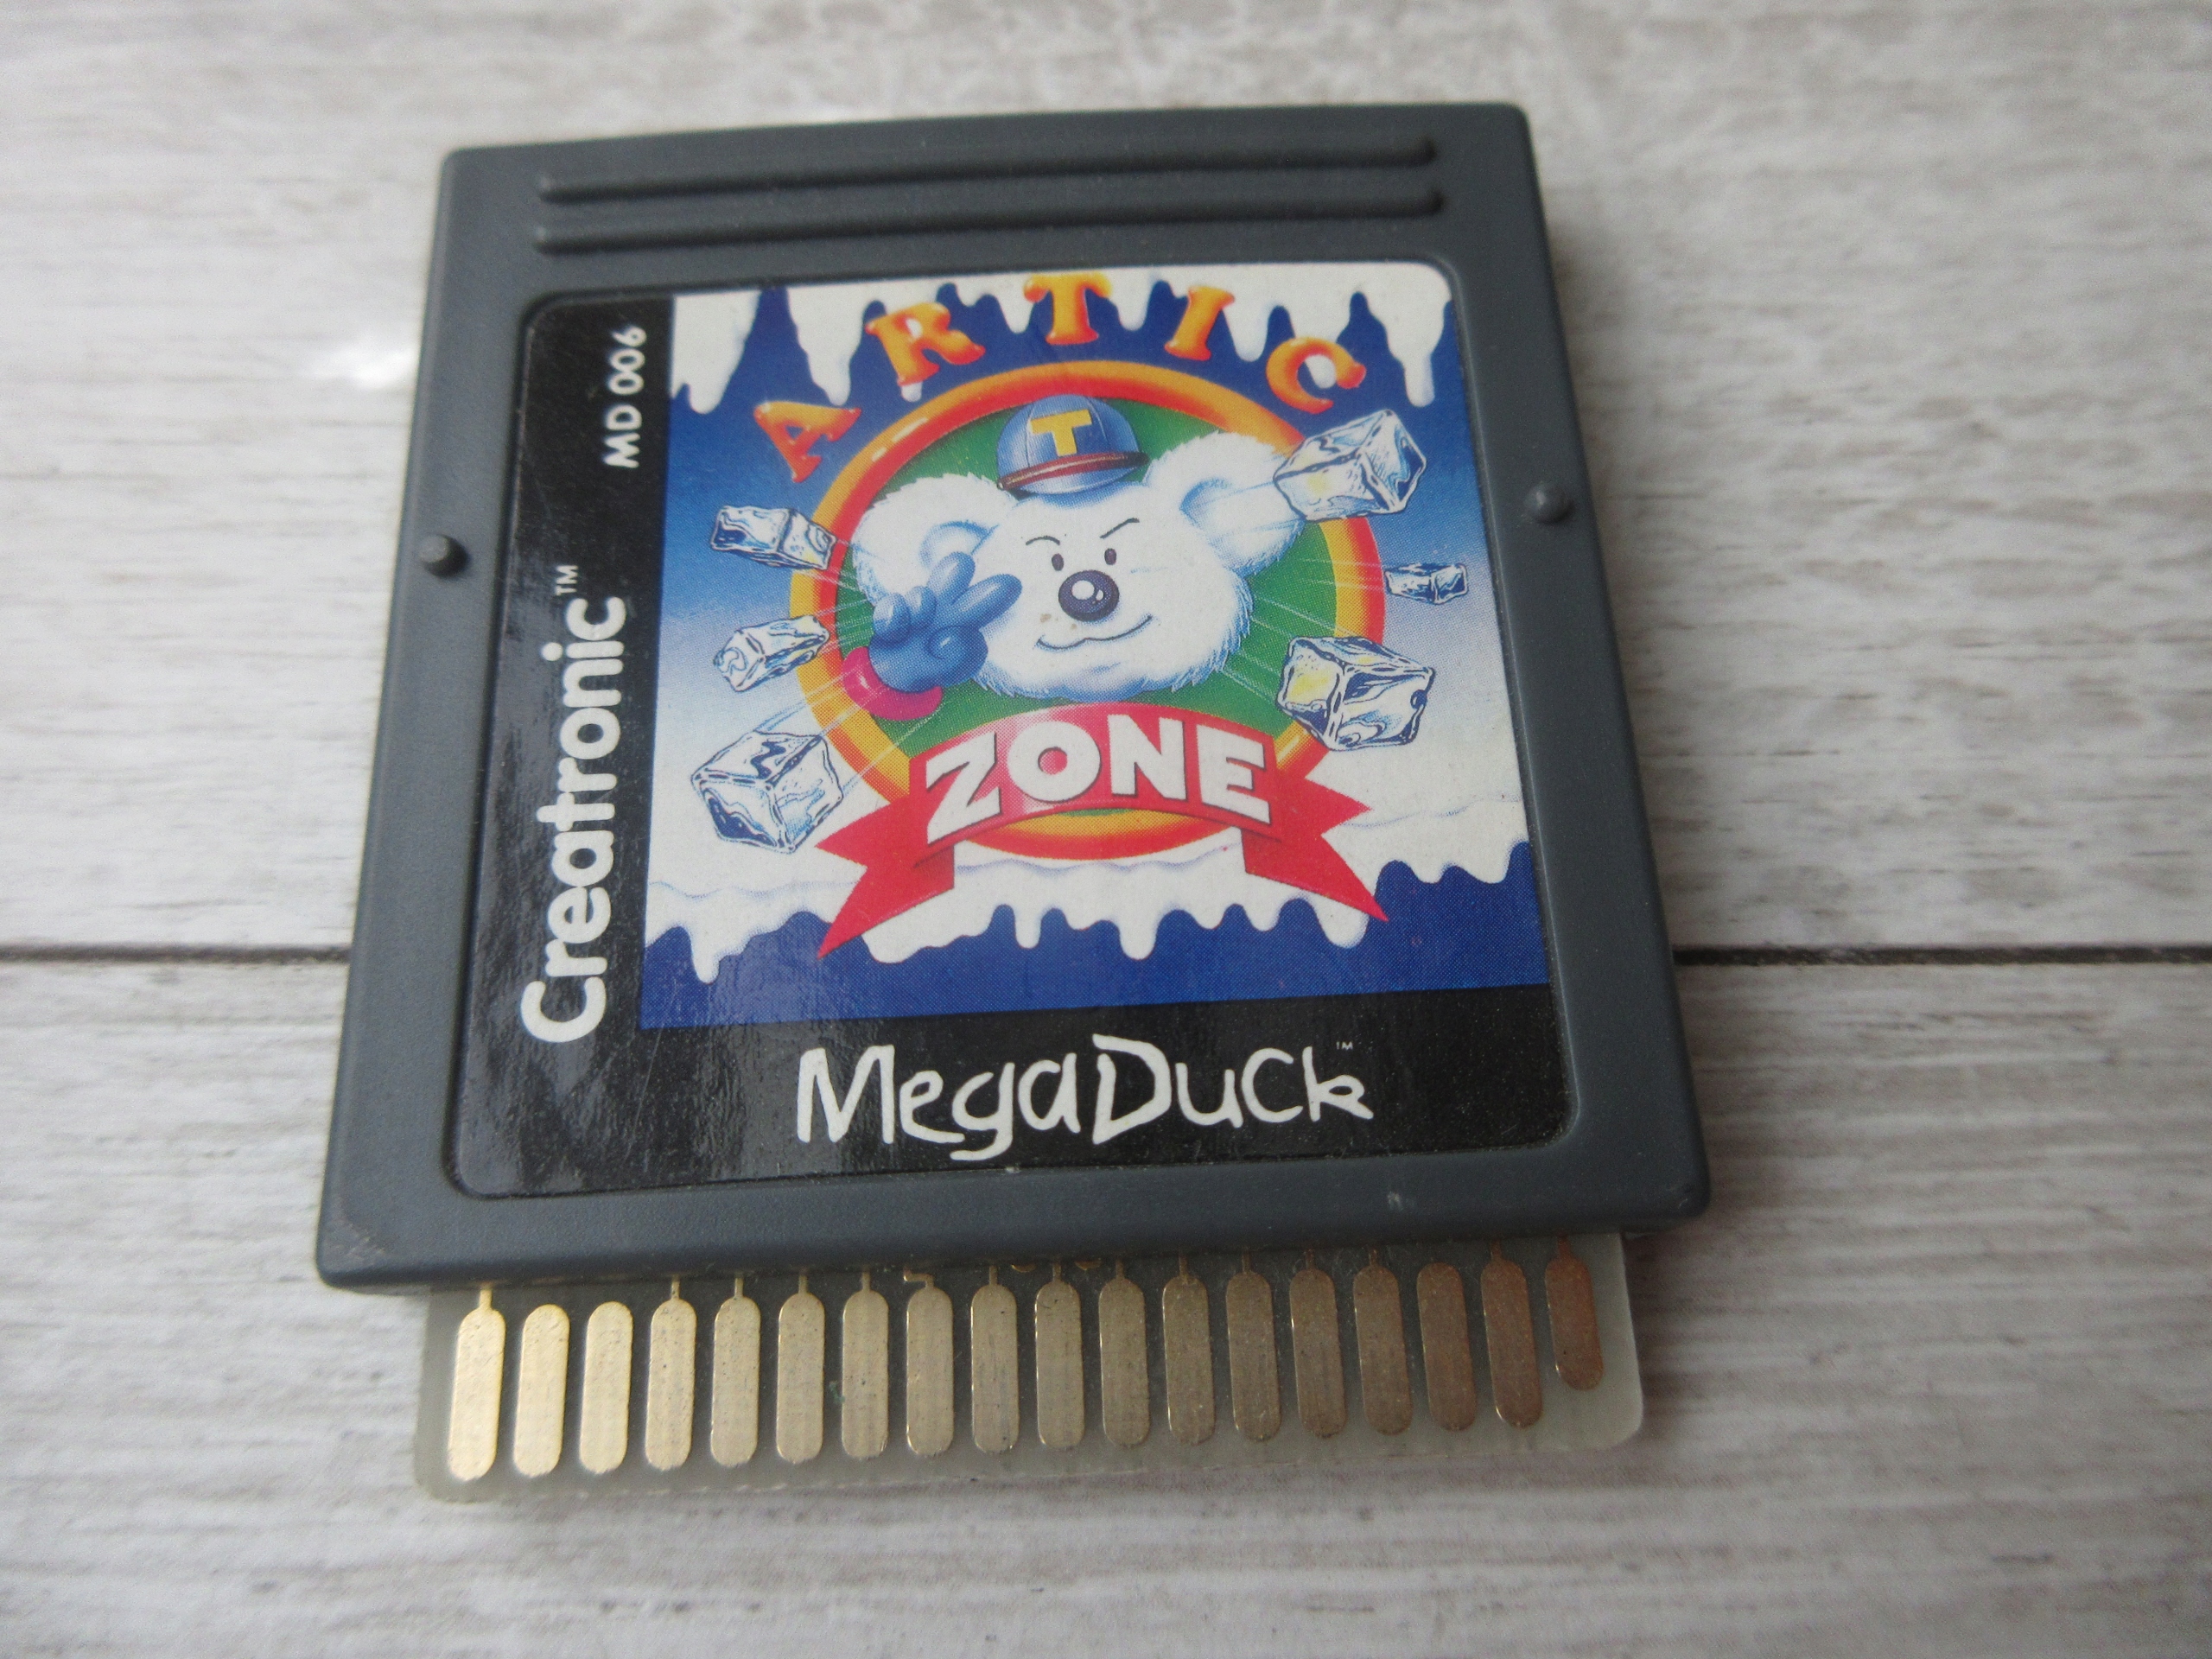 ARTIC
T
ZONE
MD 006
Creatronic™
MegaDuck™